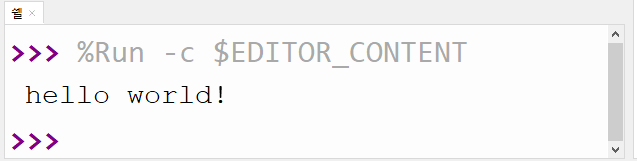 셸 ×
>>> %Run -c $EDITOR_CONTENT
hello world!
>>>